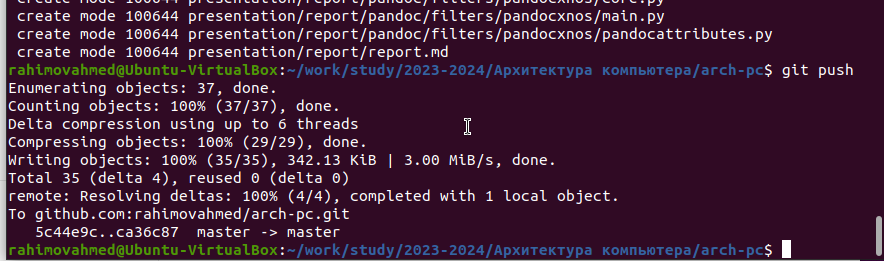 create mode 100644 presentation/report/pandoc/filters/pandocxnos/core.py
create mode 100644 presentation/report/pandoc/filters/pandocxnos/main.py
create mode 100644 presentation/report/pandoc/filters/pandocxnos/pandocattributes.py
create mode 100644 presentation/report/report.md
rahimovahmed@Ubuntu-VirtualBox:~/work/study/2023-2024/Архитектура компьютера/arch-pc$ git push
Enumerating objects: 37, done.
Counting objects: 100% (37/37), done.
Delta compression using up to 6 threads
Compressing objects: 100% (29/29), done.
Writing objects: 100% (35/35), 342.13 KiB | 3.00 MiB/s, done.
Total 35 (delta 4), reused 0 (delta 0)
remote: Resolving deltas: 100% (4/4), completed with 1 local object.
To github.com:rahimovahmed/arch-pc.git
   5c44e9c..ca36c87  master -> master
rahimovahmed@Ubuntu-VirtualBox:~/work/study/2023-2024/Архитектура компьютера/arch-pc$